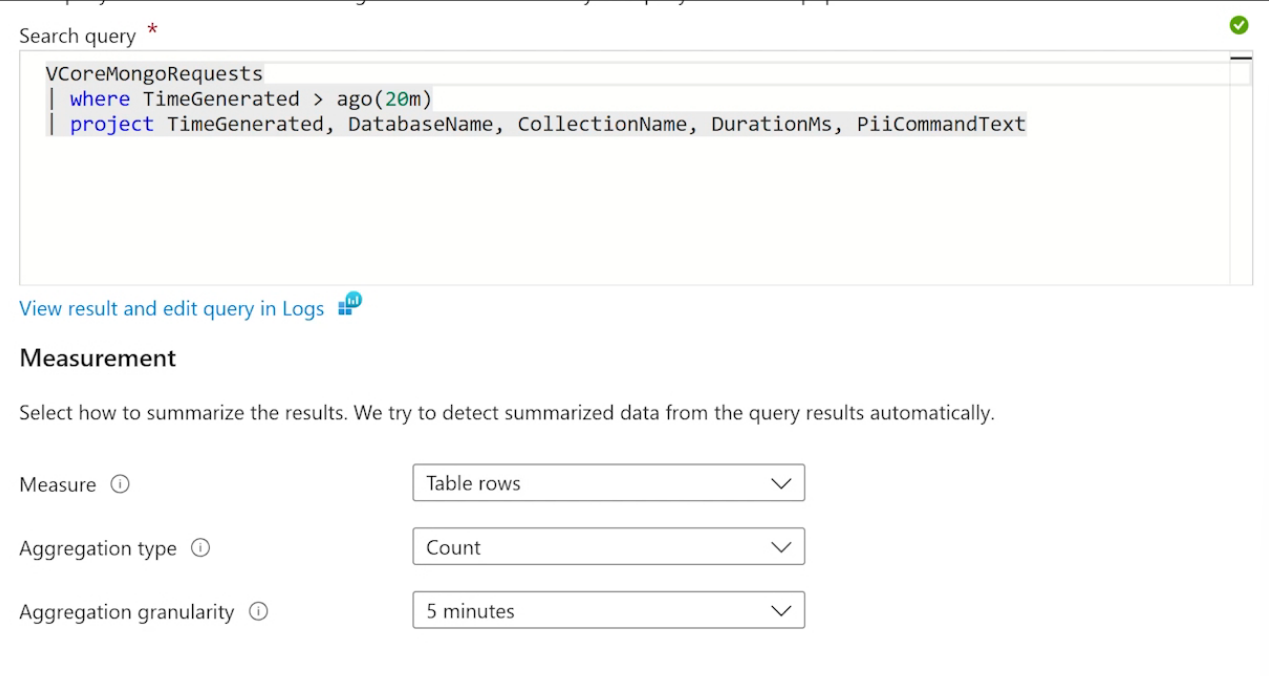 Search query *
VCoreMongoRequests
| where TimeGenerated > ago(20m)
| project TimeGenerated, DatabaseName, CollectionName, DurationMs, PiiCommandText
View result and edit query in Logs
Measurement
Select how to summarize the results. We try to detect summarized data from the query results automatically.
Measure
Table rows
Aggregation type
Count
Aggregation granularity
5 minutes